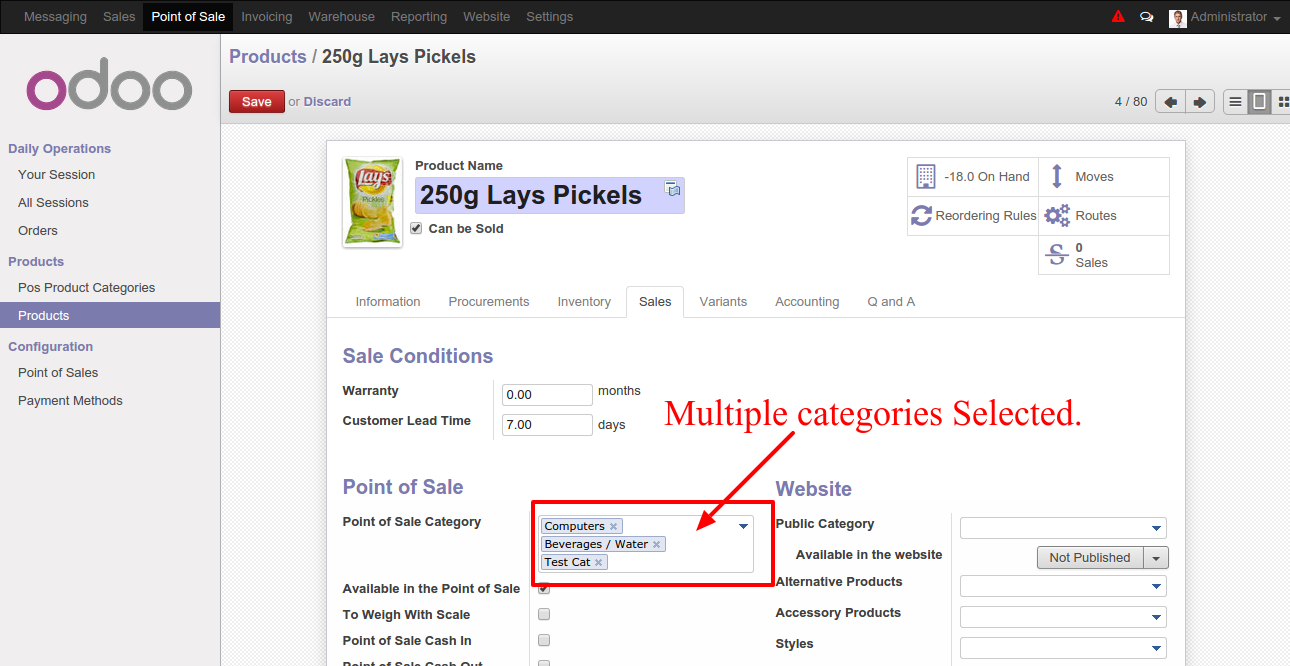 Messaging Sales Point of Sale Invoicing Warehouse Reporting Website Settings Administrator
odoo
Products / 250g Lays Pickels
Save or Discard
4 / 80
Daily Operations
Your Session
All Sessions
Orders
Products
Pos Product Categories
Products
Configuration
Point of Sales
Payment Methods
Lay's
Pickles
Product Name
250g Lays Pickels
Can be Sold
-18.0 On Hand
Moves
Reordering Rules
Routes
0
Sales
Information Procurements Inventory Sales Variants Accounting Q and A
Sale Conditions
Warranty 0.00 months
Customer Lead Time 7.00 days
Multiple categories Selected.
Point of Sale
Point of Sale Category
Computers ×
Beverages / Water ×
Test Cat ×
Available in the Point of Sale
To Weigh With Scale
Point of Sale Cash In
Point of Sale Cash Out
Website
Public Category
Available in the website Not Published
Alternative Products
Accessory Products
Styles